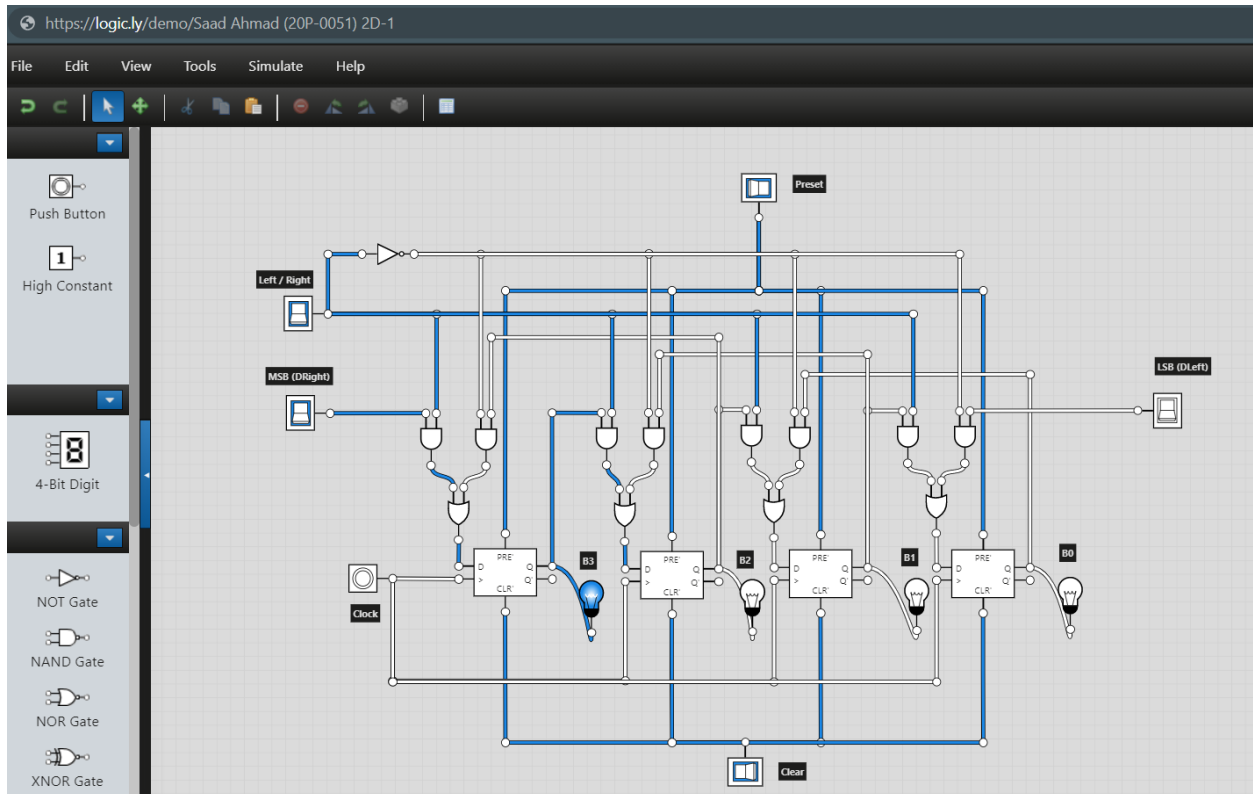 https://logic.ly/demo/Saad Ahmad (20P-0051) 2D-1
File Edit View Tools Simulate Help
Push Button
1
High Constant
8
4-Bit Digit
NOT Gate
NAND Gate
NOR Gate
XNOR Gate
Preset
Left / Right
MSB (DRight)
LSB (DLeft)
PRE'
D Q
> Q'
CLR'
B3
PRE'
D Q
> Q'
CLR'
B2
PRE'
D Q
> Q'
CLR'
B1
PRE'
D Q
> Q'
CLR'
B0
Clock
Clear